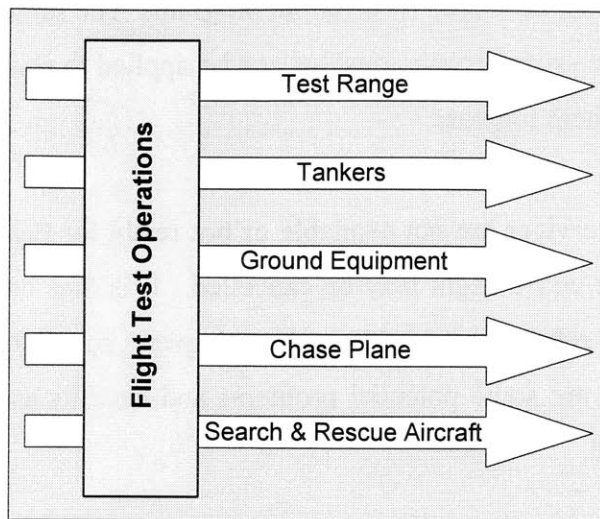 Flight Test Operations
Test Range
Tankers
Ground Equipment
Chase Plane
Search & Rescue Aircraft